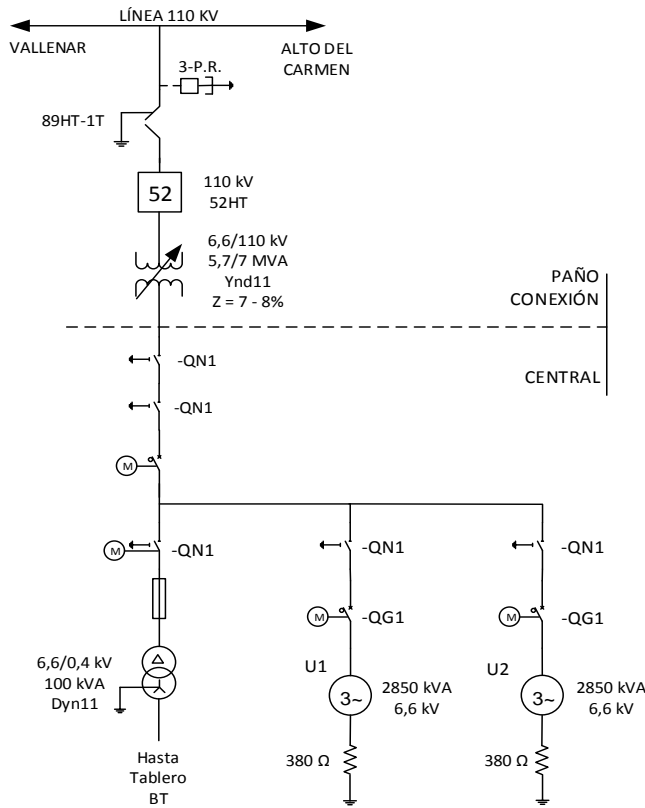 LÍNEA 110 KV
VALLENAR
ALTO DEL
CARMEN
3-P.R.
89HT-1T
52
110 kV
52HT
6,6/110 kV
5,7/7 MVA
Ynd11
Z = 7 - 8%
PAÑO
CONEXIÓN
CENTRAL
-QN1
-QN1
M
M
-QN1
-QN1
-QN1
M
-QG1
M
-QG1
6,6/0,4 kV
100 kVA
Dyn11
U1
3~
2850 kVA
6,6 kV
U2
3~
2850 kVA
6,6 kV
380 Ω
380 Ω
Hasta
Tablero
BT